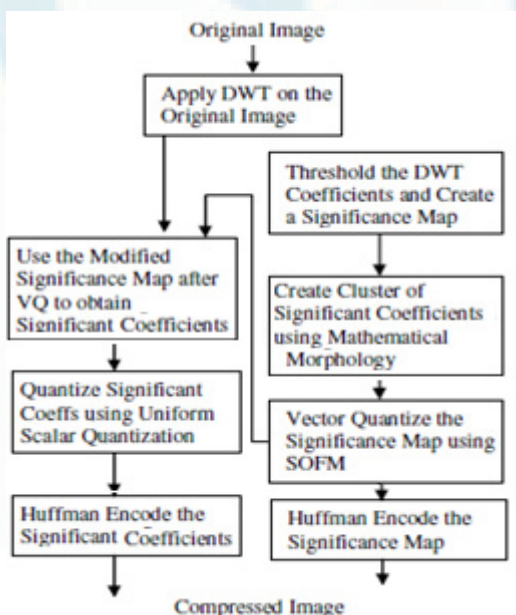 Original Image
Apply DWT on the
Original Image
Threshold the DWT
Coefficients and Create
a Significance Map
Use the Modified
Significance Map after
VQ to obtain
Significant Coefficients
Create Cluster of
Significant Coefficients
using Mathematical
Morphology
Quantize Significant
Coeffs using Uniform
Scalar Quantization
Vector Quantize the
Significance Map using
SOFM
Huffman Encode the
Significant Coefficients
Huffman Encode the
Significance Map
Compressed Image